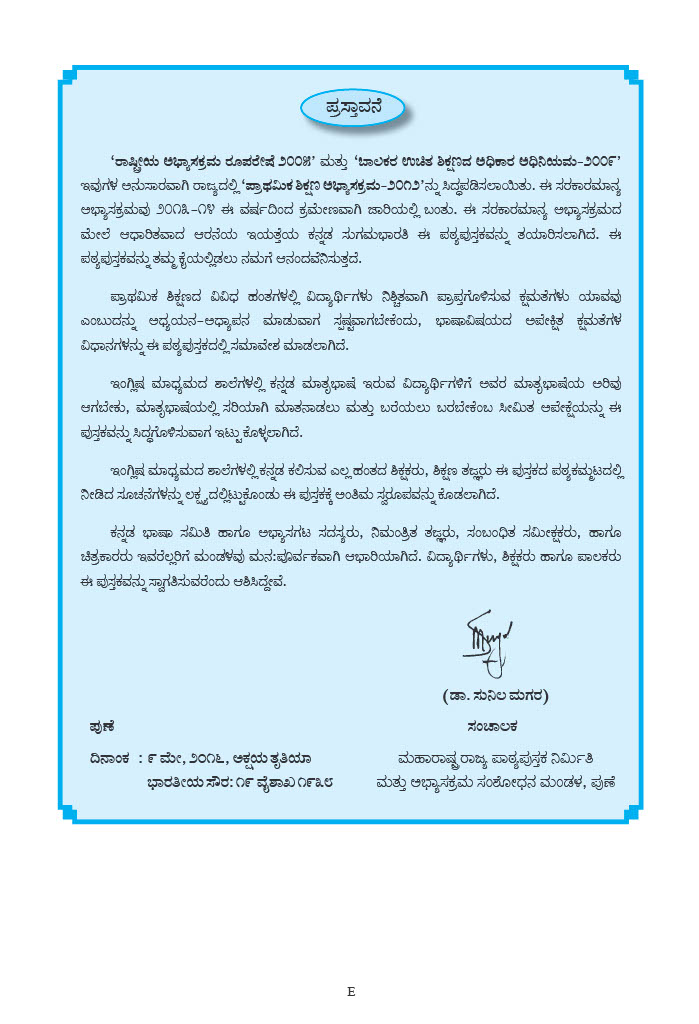 ಪ್ರಸ್ತಾವನೆ
‘ರಾಷ್ಟ್ರೀಯ ಅಭ್ಯಾಸಕ್ರಮ ರೂಪರೇಷೆ ೨೦೦೫’ ಮತ್ತು ‘ಬಾಲಕರ ಉಚಿತ ಶಿಕ್ಷಣದ ಅಧಿಕಾರ ಅಧಿನಿಯಮ–೨೦೦೯’
ಇವುಗಳ ಅನುಸಾರವಾಗಿ ರಾಜ್ಯದಲ್ಲಿ ‘ಪ್ರಾಥಮಿಕ ಶಿಕ್ಷಣ ಅಭ್ಯಾಸಕ್ರಮ–೨೦೧೨’ನ್ನು ಸಿದ್ಧಪಡಿಸಲಾಯಿತು. ಈ ಸರಕಾರಮಾನ್ಯ
ಅಭ್ಯಾಸಕ್ರಮವು ೨೦೧೩–೧೪ ಈ ವರ್ಷದಿಂದ ಕ್ರಮೇಣವಾಗಿ ಜಾರಿಯಲ್ಲಿ ಬಂತು. ಈ ಸರಕಾರಮಾನ್ಯ ಅಭ್ಯಾಸಕ್ರಮದ
ಮೇಲೆ ಆಧಾರಿತವಾದ ಆರನೆಯ ಇಯತ್ತೆಯ ಕನ್ನಡ ಸುಗಮಭಾರತಿ ಈ ಪಠ್ಯಪುಸ್ತಕವನ್ನು ತಯಾರಿಸಲಾಗಿದೆ. ಈ
ಪಠ್ಯಪುಸ್ತಕವನ್ನು ತಮ್ಮ ಕೈಯಲ್ಲಿಡಲು ನಮಗೆ ಆನಂದವೆನಿಸುತ್ತದೆ.
ಪ್ರಾಥಮಿಕ ಶಿಕ್ಷಣದ ವಿವಿಧ ಹಂತಗಳಲ್ಲಿ ವಿದ್ಯಾರ್ಥಿಗಳು ನಿಶ್ಚಿತವಾಗಿ ಪ್ರಾಪ್ತಗೊಳಿಸುವ ಕ್ಷಮತೆಗಳು ಯಾವವು
ಎಂಬುದನ್ನು ಅಧ್ಯಯನ–ಅಧ್ಯಾಪನ ಮಾಡುವಾಗ ಸ್ಪಷ್ಟವಾಗಬೇಕೆಂದು, ಭಾಷಾವಿಷಯದ ಅಪೇಕ್ಷಿತ ಕ್ಷಮತೆಗಳ
ವಿಧಾನಗಳನ್ನು ಈ ಪಠ್ಯಪುಸ್ತಕದಲ್ಲಿ ಸಮಾವೇಶ ಮಾಡಲಾಗಿದೆ.
ಇಂಗ್ಲಿಷ ಮಾಧ್ಯಮದ ಶಾಲೆಗಳಲ್ಲಿ ಕನ್ನಡ ಮಾತೃಭಾಷೆ ಇರುವ ವಿದ್ಯಾರ್ಥಿಗಳಿಗೆ ಅವರ ಮಾತೃಭಾಷೆಯ ಅರಿವು
ಆಗಬೇಕು, ಮಾತೃಭಾಷೆಯಲ್ಲಿ ಸರಿಯಾಗಿ ಮಾತನಾಡಲು ಮತ್ತು ಬರೆಯಲು ಬರಬೇಕೆಂಬ ಸೀಮಿತ ಅಪೇಕ್ಷೆಯನ್ನು ಈ
ಪುಸ್ತಕವನ್ನು ಸಿದ್ಧಗೊಳಿಸುವಾಗ ಇಟ್ಟು ಕೊಳ್ಳಲಾಗಿದೆ.
ಇಂಗ್ಲಿಷ ಮಾಧ್ಯಮದ ಶಾಲೆಗಳಲ್ಲಿ ಕನ್ನಡ ಕಲಿಸುವ ಎಲ್ಲ ಹಂತದ ಶಿಕ್ಷಕರು, ಶಿಕ್ಷಣ ತಜ್ಞರು ಈ ಪುಸ್ತಕದ ಪಠ್ಯಕಮ್ಮಟದಲ್ಲಿ
ನೀಡಿದ ಸೂಚನೆಗಳನ್ನು ಲಕ್ಷ್ಯದಲ್ಲಿಟ್ಟುಕೊಂಡು ಈ ಪುಸ್ತಕಕ್ಕೆ ಅಂತಿಮ ಸ್ವರೂಪವನ್ನು ಕೊಡಲಾಗಿದೆ.
ಕನ್ನಡ ಭಾಷಾ ಸಮಿತಿ ಹಾಗೂ ಅಭ್ಯಾಸಗಟ ಸದಸ್ಯರು, ನಿಮಂತ್ರಿತ ತಜ್ಞರು, ಸಂಬಂಧಿತ ಸಮೀಕ್ಷಕರು, ಹಾಗೂ
ಚಿತ್ರಕಾರರು ಇವರೆಲ್ಲರಿಗೆ ಮಂಡಳವು ಮನ:ಪೂರ್ವಕವಾಗಿ ಆಭಾರಿಯಾಗಿದೆ. ವಿದ್ಯಾರ್ಥಿಗಳು, ಶಿಕ್ಷಕರು ಹಾಗೂ ಪಾಲಕರು
ಈ ಪುಸ್ತಕವನ್ನು ಸ್ವಾಗತಿಸುವರೆಂದು ಆಶಿಸಿದ್ದೇವೆ.
(ಡಾ. ಸುನಿಲ ಮಗರ)
ಪುಣೆ ಸಂಚಾಲಕ
ದಿನಾಂಕ : ೯ ಮೇ, ೨೦೧೬, ಅಕ್ಷಯ ತೃತಿಯಾ ಮಹಾರಾಷ್ಟ್ರ ರಾಜ್ಯ ಪಾಠ್ಯಪುಸ್ತಕ ನಿರ್ಮಿತಿ
ಭಾರತೀಯ ಸೌರ: ೧೯ ವೈಶಾಖ ೧೯೩೮ ಮತ್ತು ಅಭ್ಯಾಸಕ್ರಮ ಸಂಶೋಧನ ಮಂಡಳ, ಪುಣೆ
E